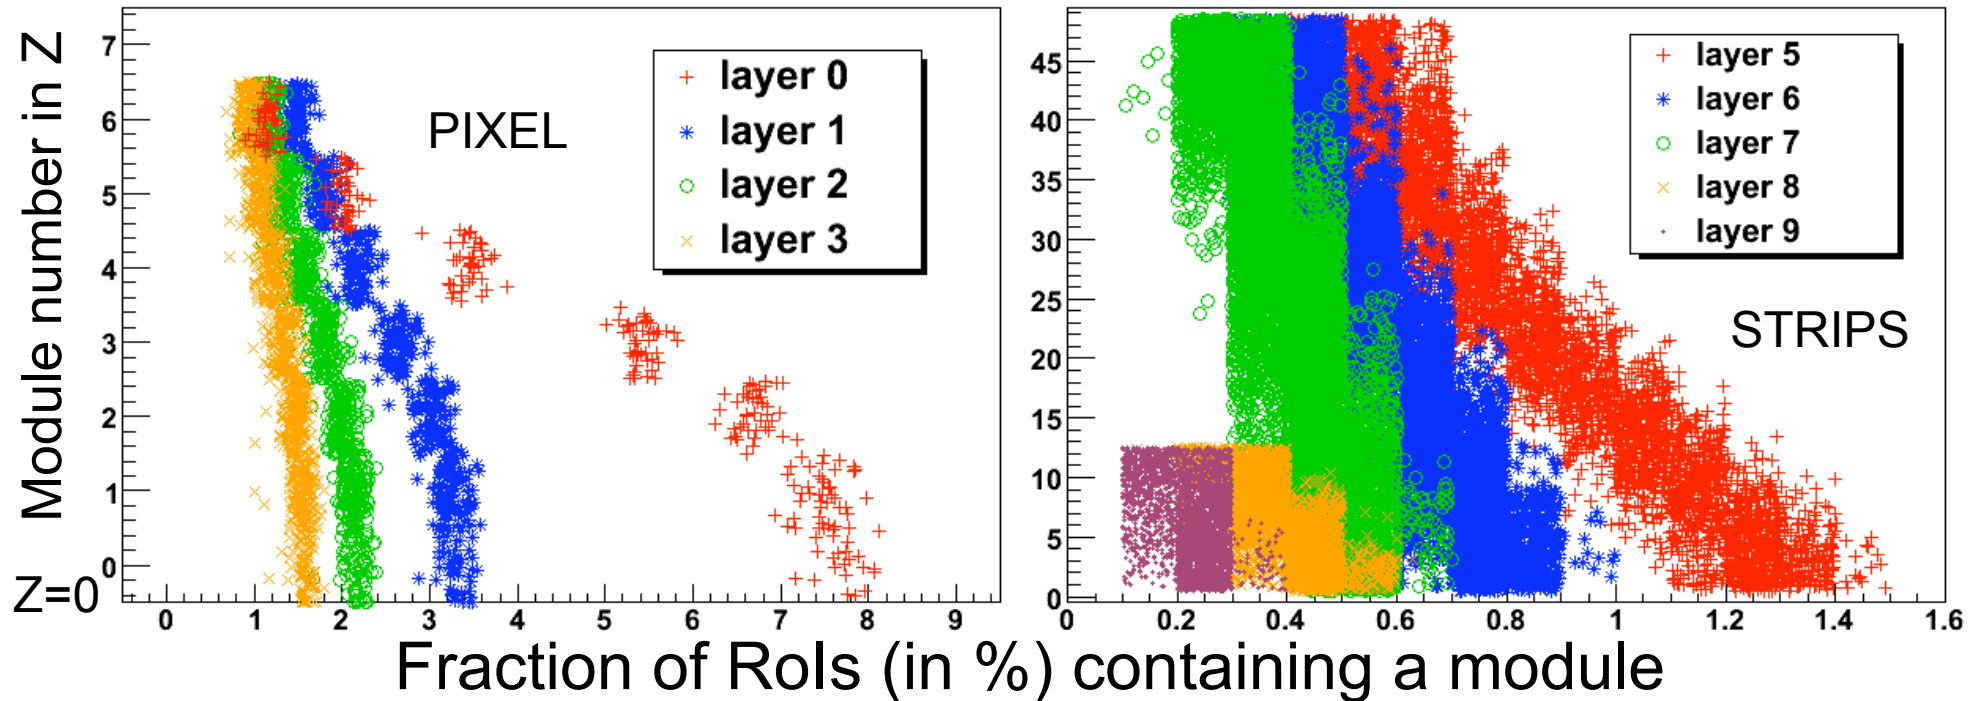 Module number in Z
7
6
5
4
3
2
1
0
Z=0
PIXEL
layer 0
layer 1
layer 2
layer 3
0 1 2 3 4 5 6 7 8 9
45
40
35
30
25
20
15
10
5
0
layer 5
layer 6
layer 7
layer 8
layer 9
STRIPS
0 0.2 0.4 0.6 0.8 1 1.2 1.4 1.6
Fraction of RoIs (in %) containing a module